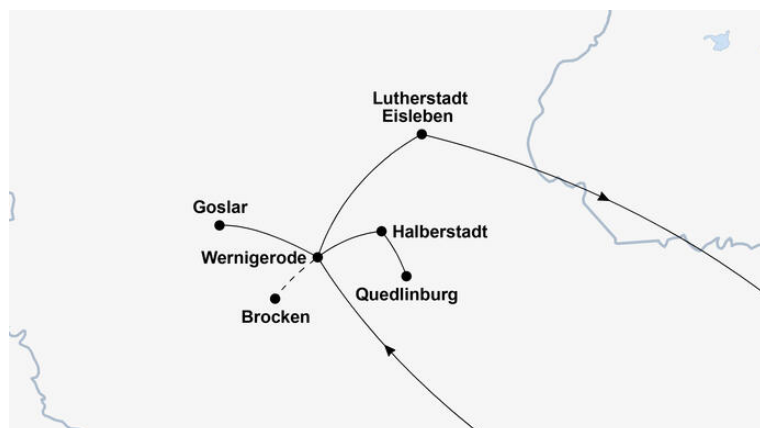 Lutherstadt
Eisleben
Goslar
Halberstadt
Wernigerode
Quedlinburg
Brocken